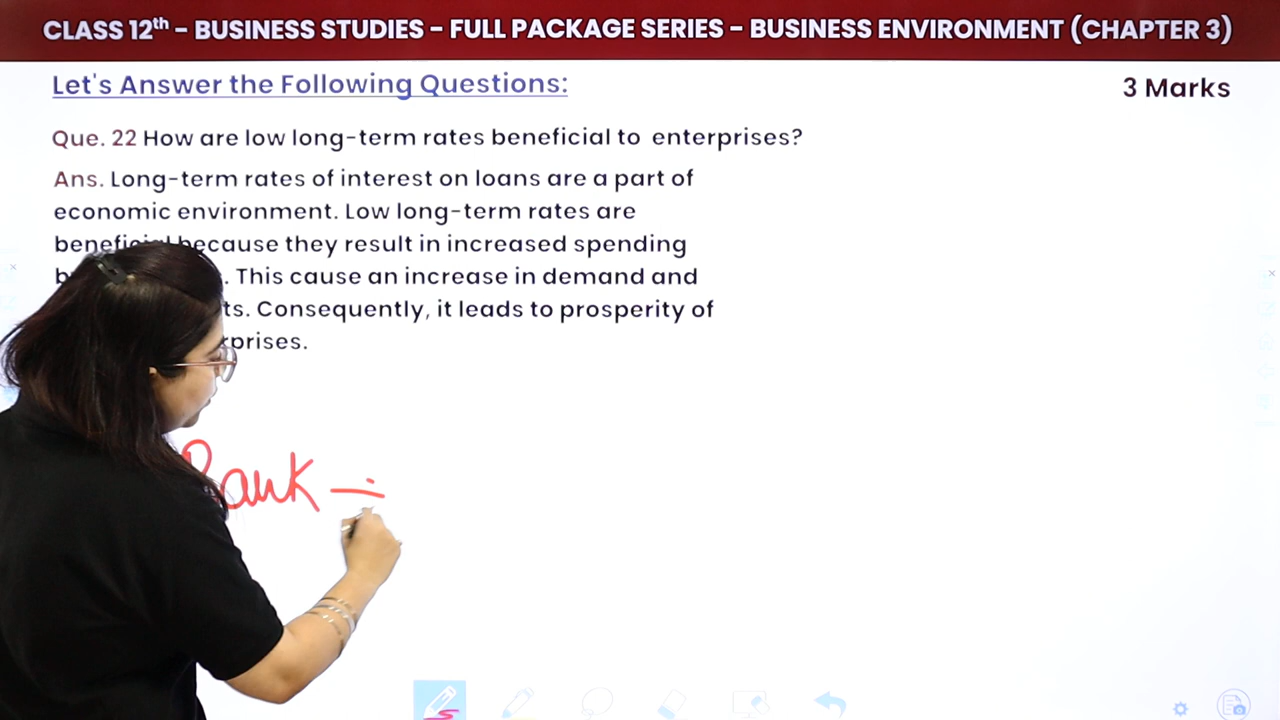 CLASS 12th - BUSINESS STUDIES - FULL PACKAGE SERIES - BUSINESS ENVIRONMENT (CHAPTER 3)
Let's Answer the Following Questions:
3 Marks
Que. 22 How are low long-term rates beneficial to enterprises?
Ans. Long-term rates of interest on loans are a part of
economic environment. Low long-term rates are
beneficial because they result in increased spending
. This cause an increase in demand and
. Consequently, it leads to prosperity of
Bank